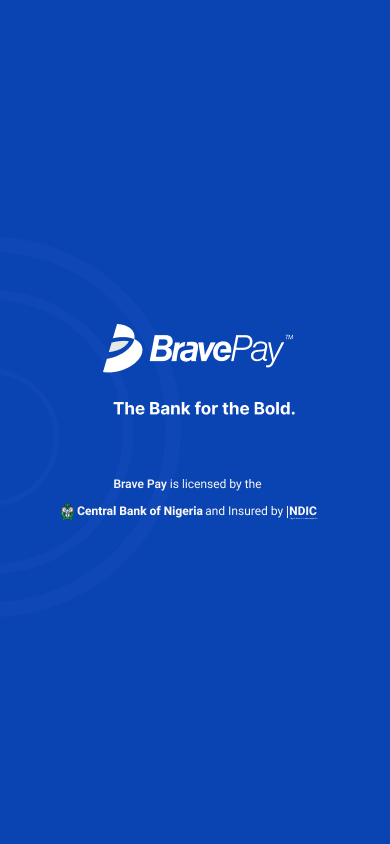 BravePay™
The Bank for the Bold.
Brave Pay is licensed by the
Central Bank of Nigeria and Insured by |NDIC